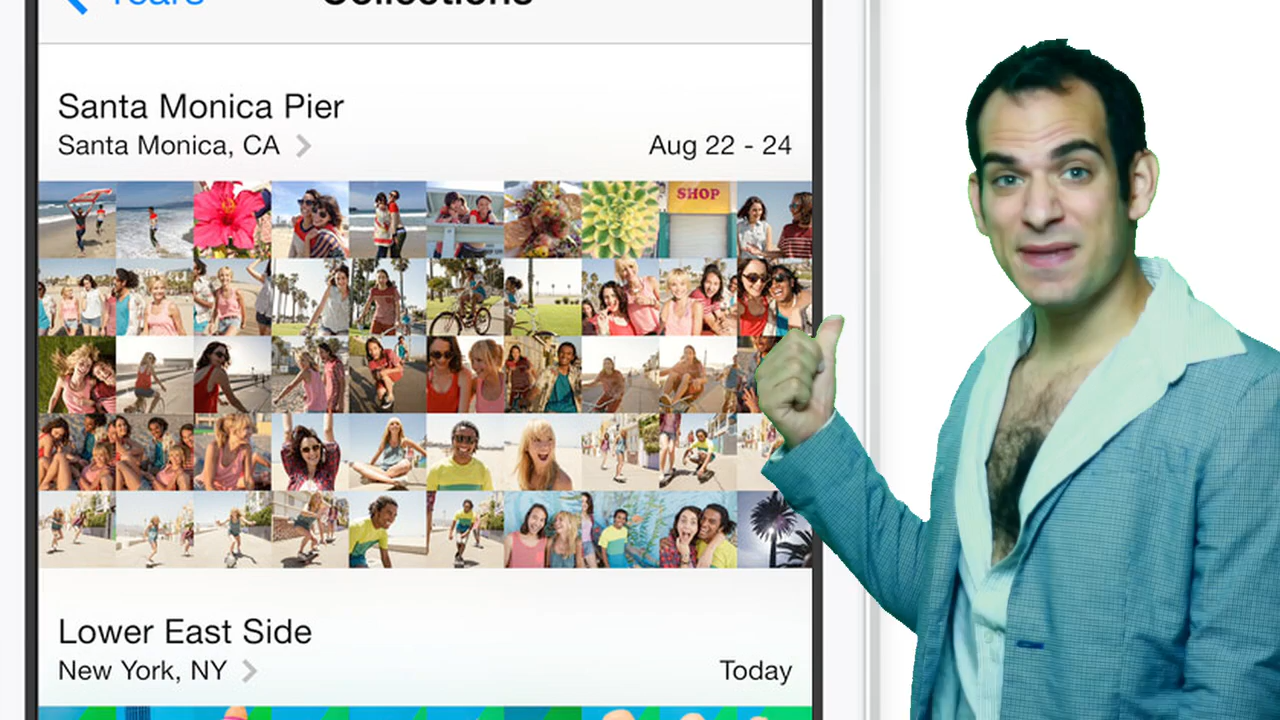 Years
Collections
Santa Monica Pier
Santa Monica, CA
Aug 22 - 24
SHOP
Lower East Side
New York, NY
Today